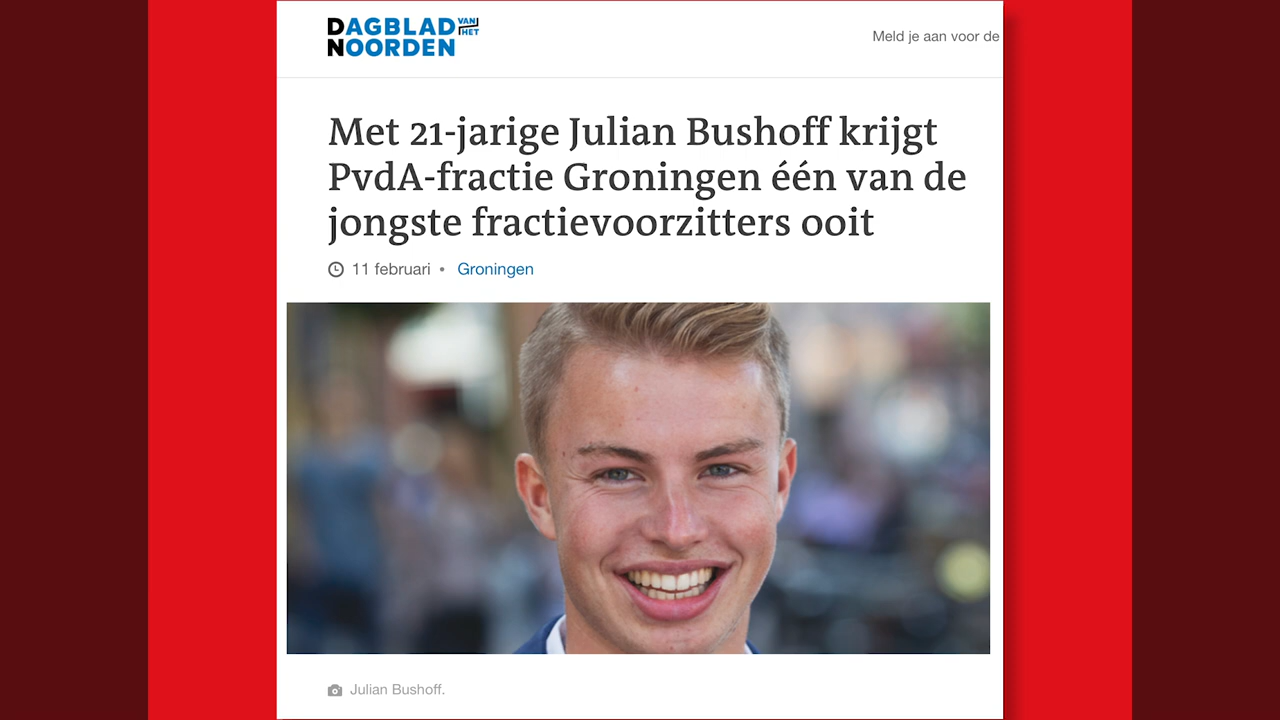 DAGBLAD VAN HET
NOORDEN
Meld je aan voor de
Met 21-jarige Julian Bushoff krijgt
PvdA-fractie Groningen één van de
jongste fractievoorzitters ooit
11 februari • Groningen
Julian Bushoff.